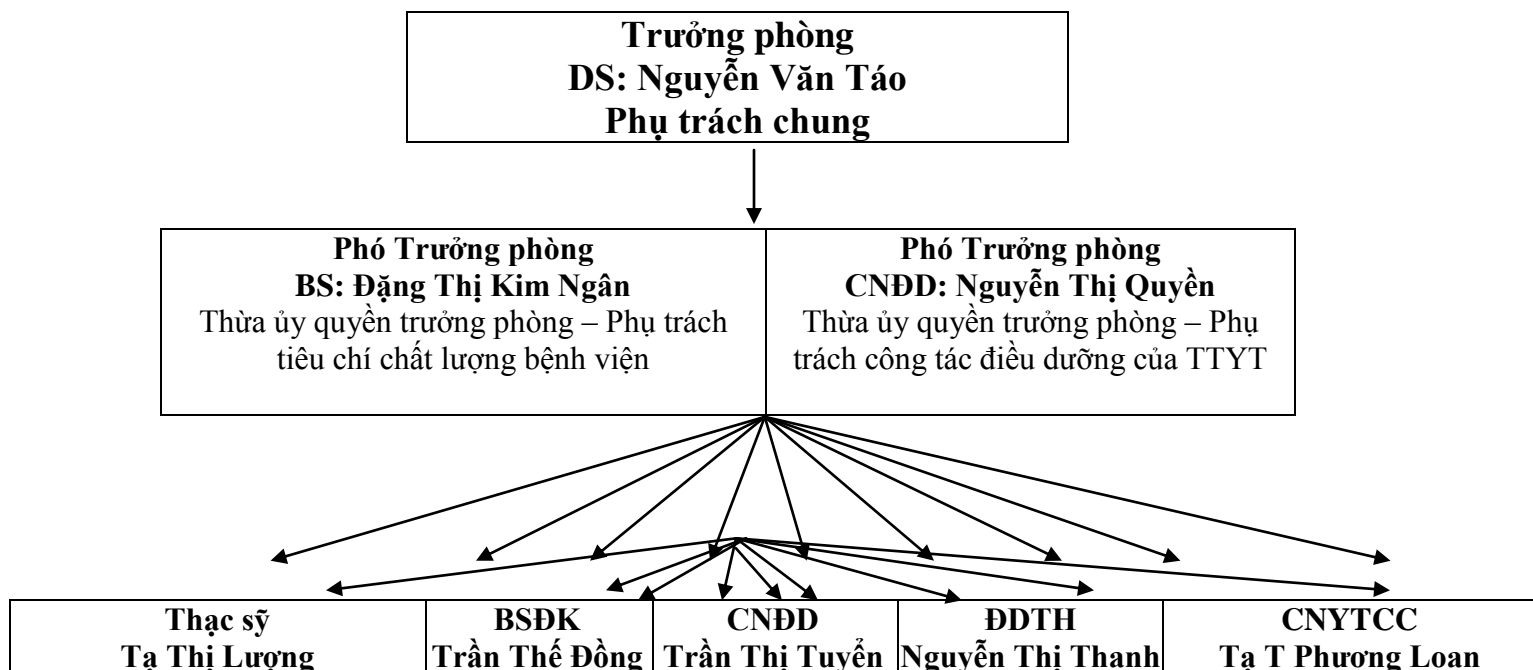 Trưởng phòng
DS: Nguyễn Văn Táo
Phụ trách chung
Phó Trưởng phòng
BS: Đặng Thị Kim Ngân
Thừa ủy quyền trưởng phòng – Phụ trách
tiêu chí chất lượng bệnh viện
Phó Trưởng phòng
CNĐD: Nguyễn Thị Quyền
Thừa ủy quyền trưởng phòng – Phụ
trách công tác điều dưỡng của TTYT
Thạc sỹ
Tạ Thị Lượng
BSĐK
Trần Thế Đồng
CNĐD
Trần Thị Tuyển
ĐDTH
Nguyễn Thị Thanh
CNYTCC
Tạ T Phương Loan